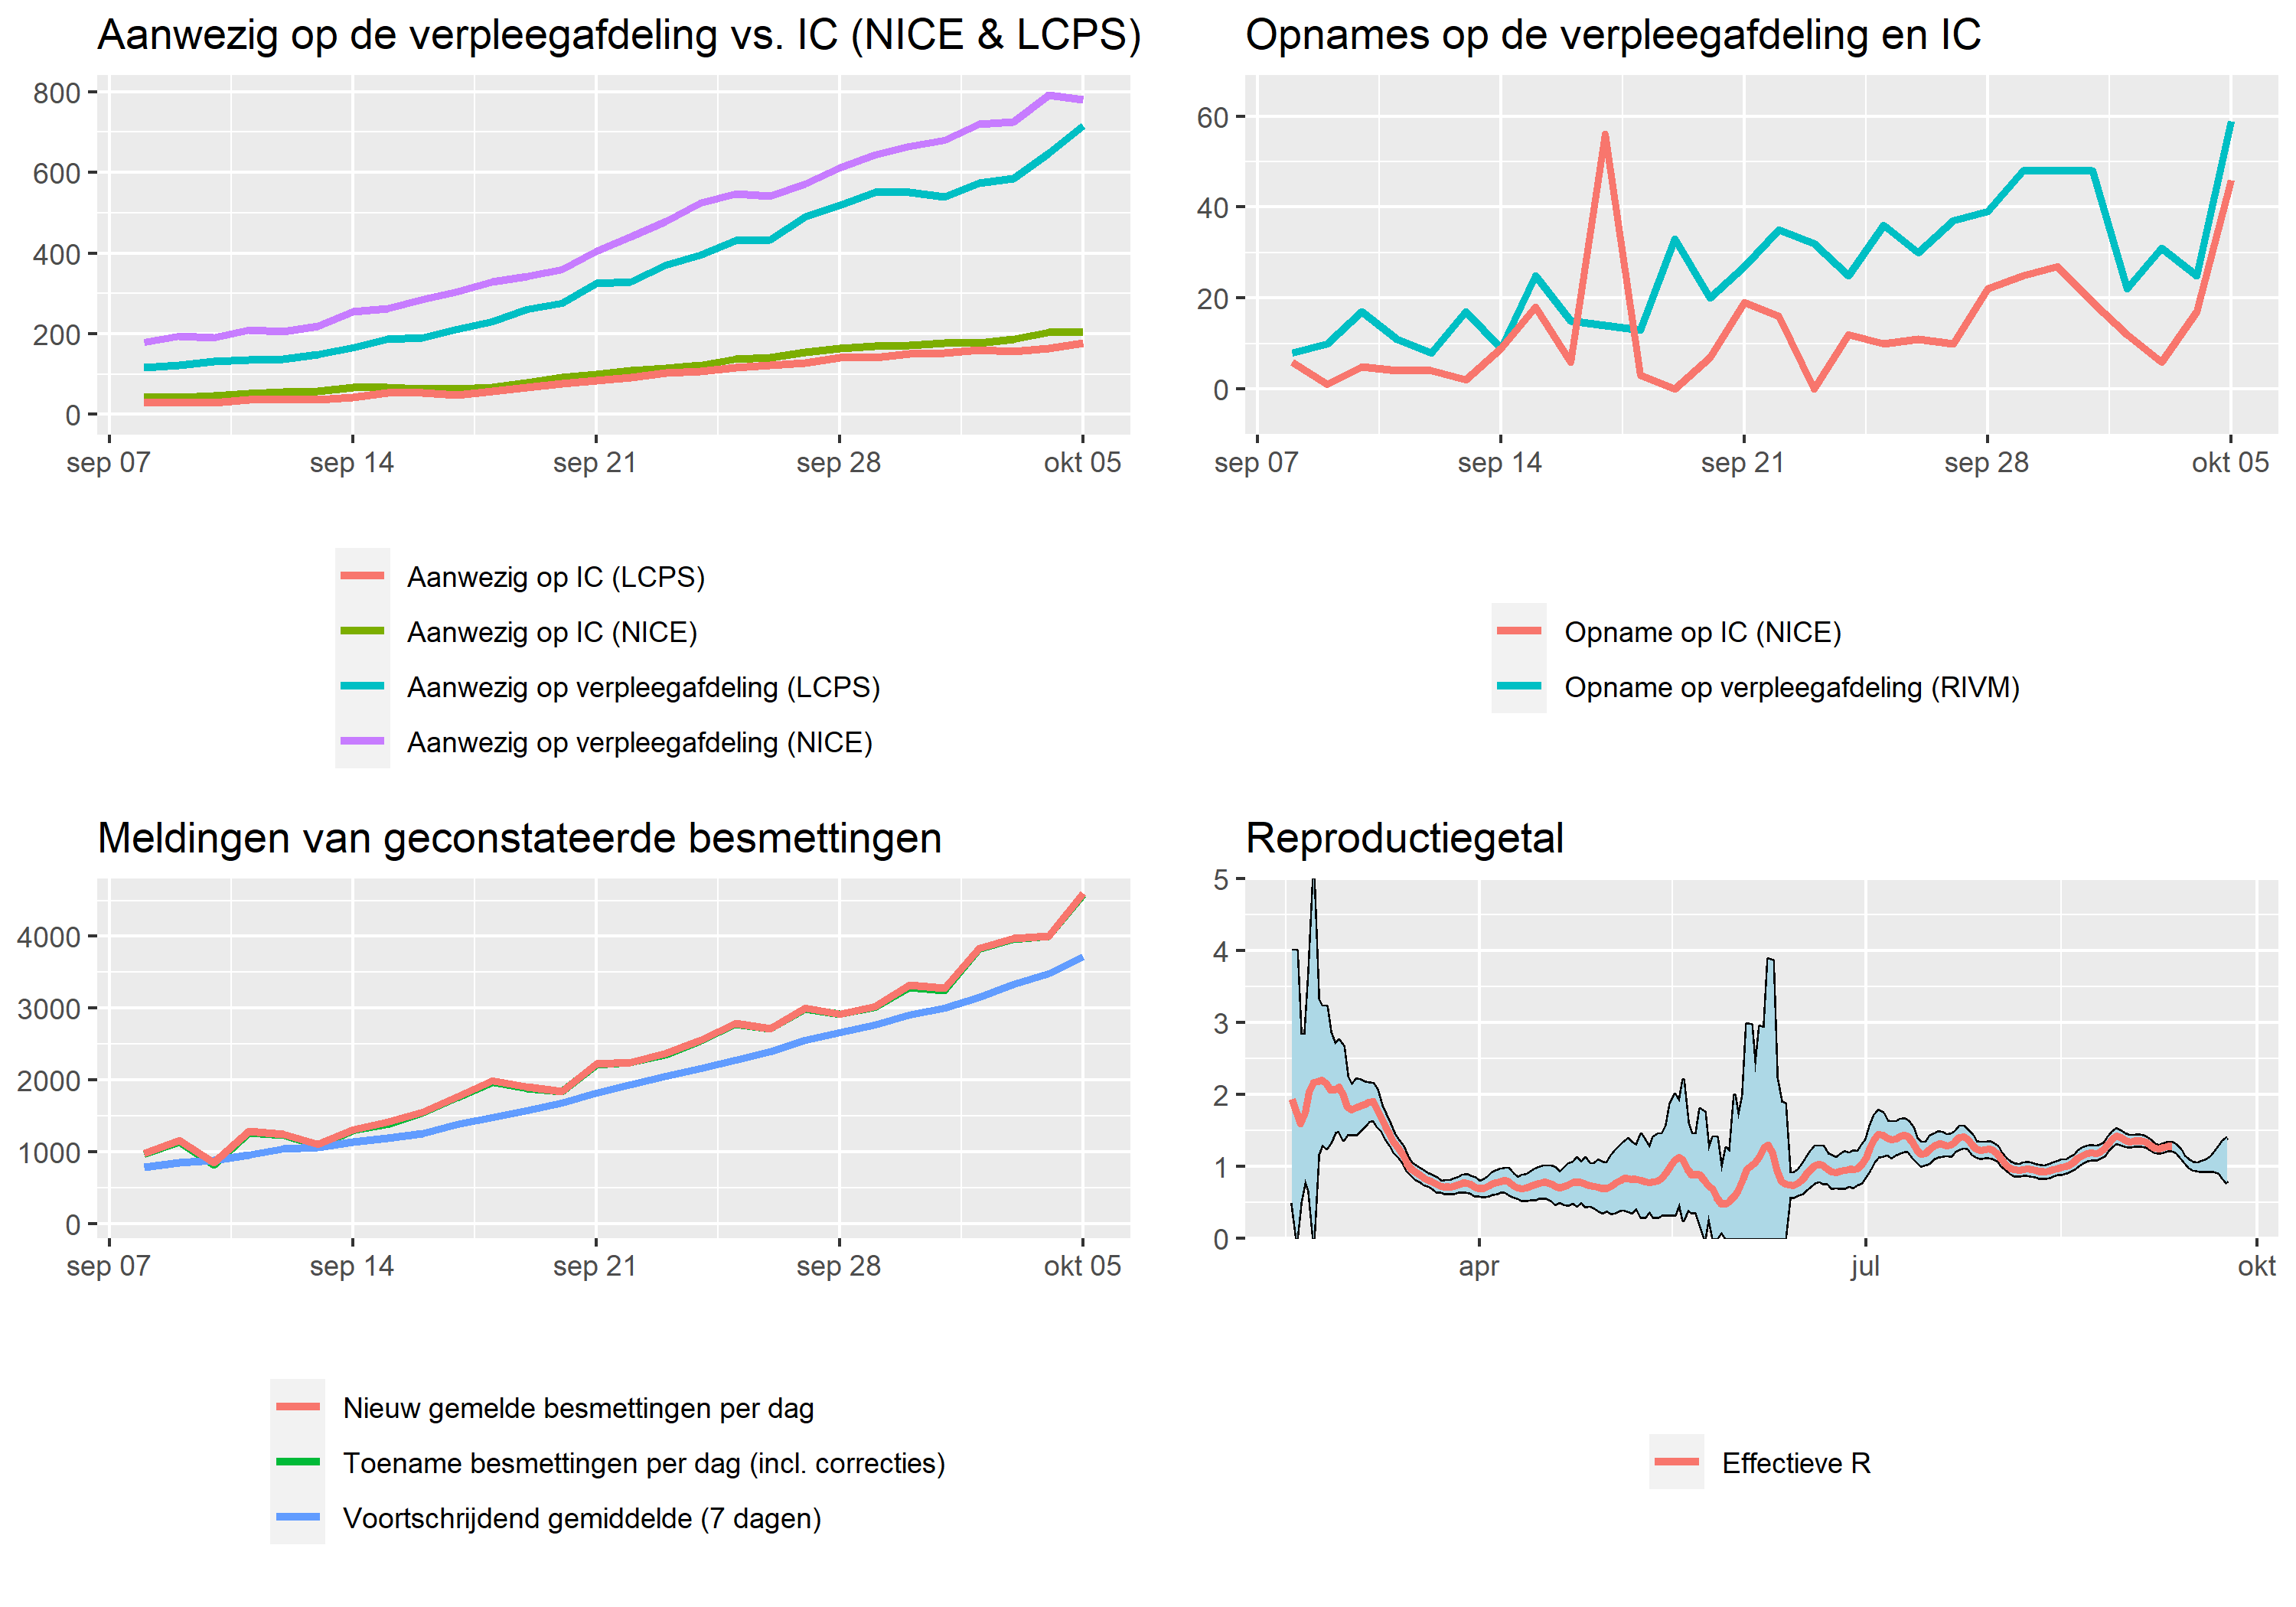 Aanwezig op de verpleegafdeling vs. IC (NICE & LCPS)
800
600
400
200
0
sep 07 sep 14 sep 21 sep 28 okt 05
Aanwezig op IC (LCPS)
Aanwezig op IC (NICE)
Aanwezig op verpleegafdeling (LCPS)
Aanwezig op verpleegafdeling (NICE)
Opnames op de verpleegafdeling en IC
60
40
20
0
sep 07 sep 14 sep 21 sep 28 okt 05
Opname op IC (NICE)
Opname op verpleegafdeling (RIVM)
Meldingen van geconstateerde besmettingen
4000
3000
2000
1000
0
sep 07 sep 14 sep 21 sep 28 okt 05
Nieuw gemelde besmettingen per dag
Toename besmettingen per dag (incl. correcties)
Voortschrijdend gemiddelde (7 dagen)
Reproductiegetal
5
4
3
2
1
0
apr jul okt
Effectieve R